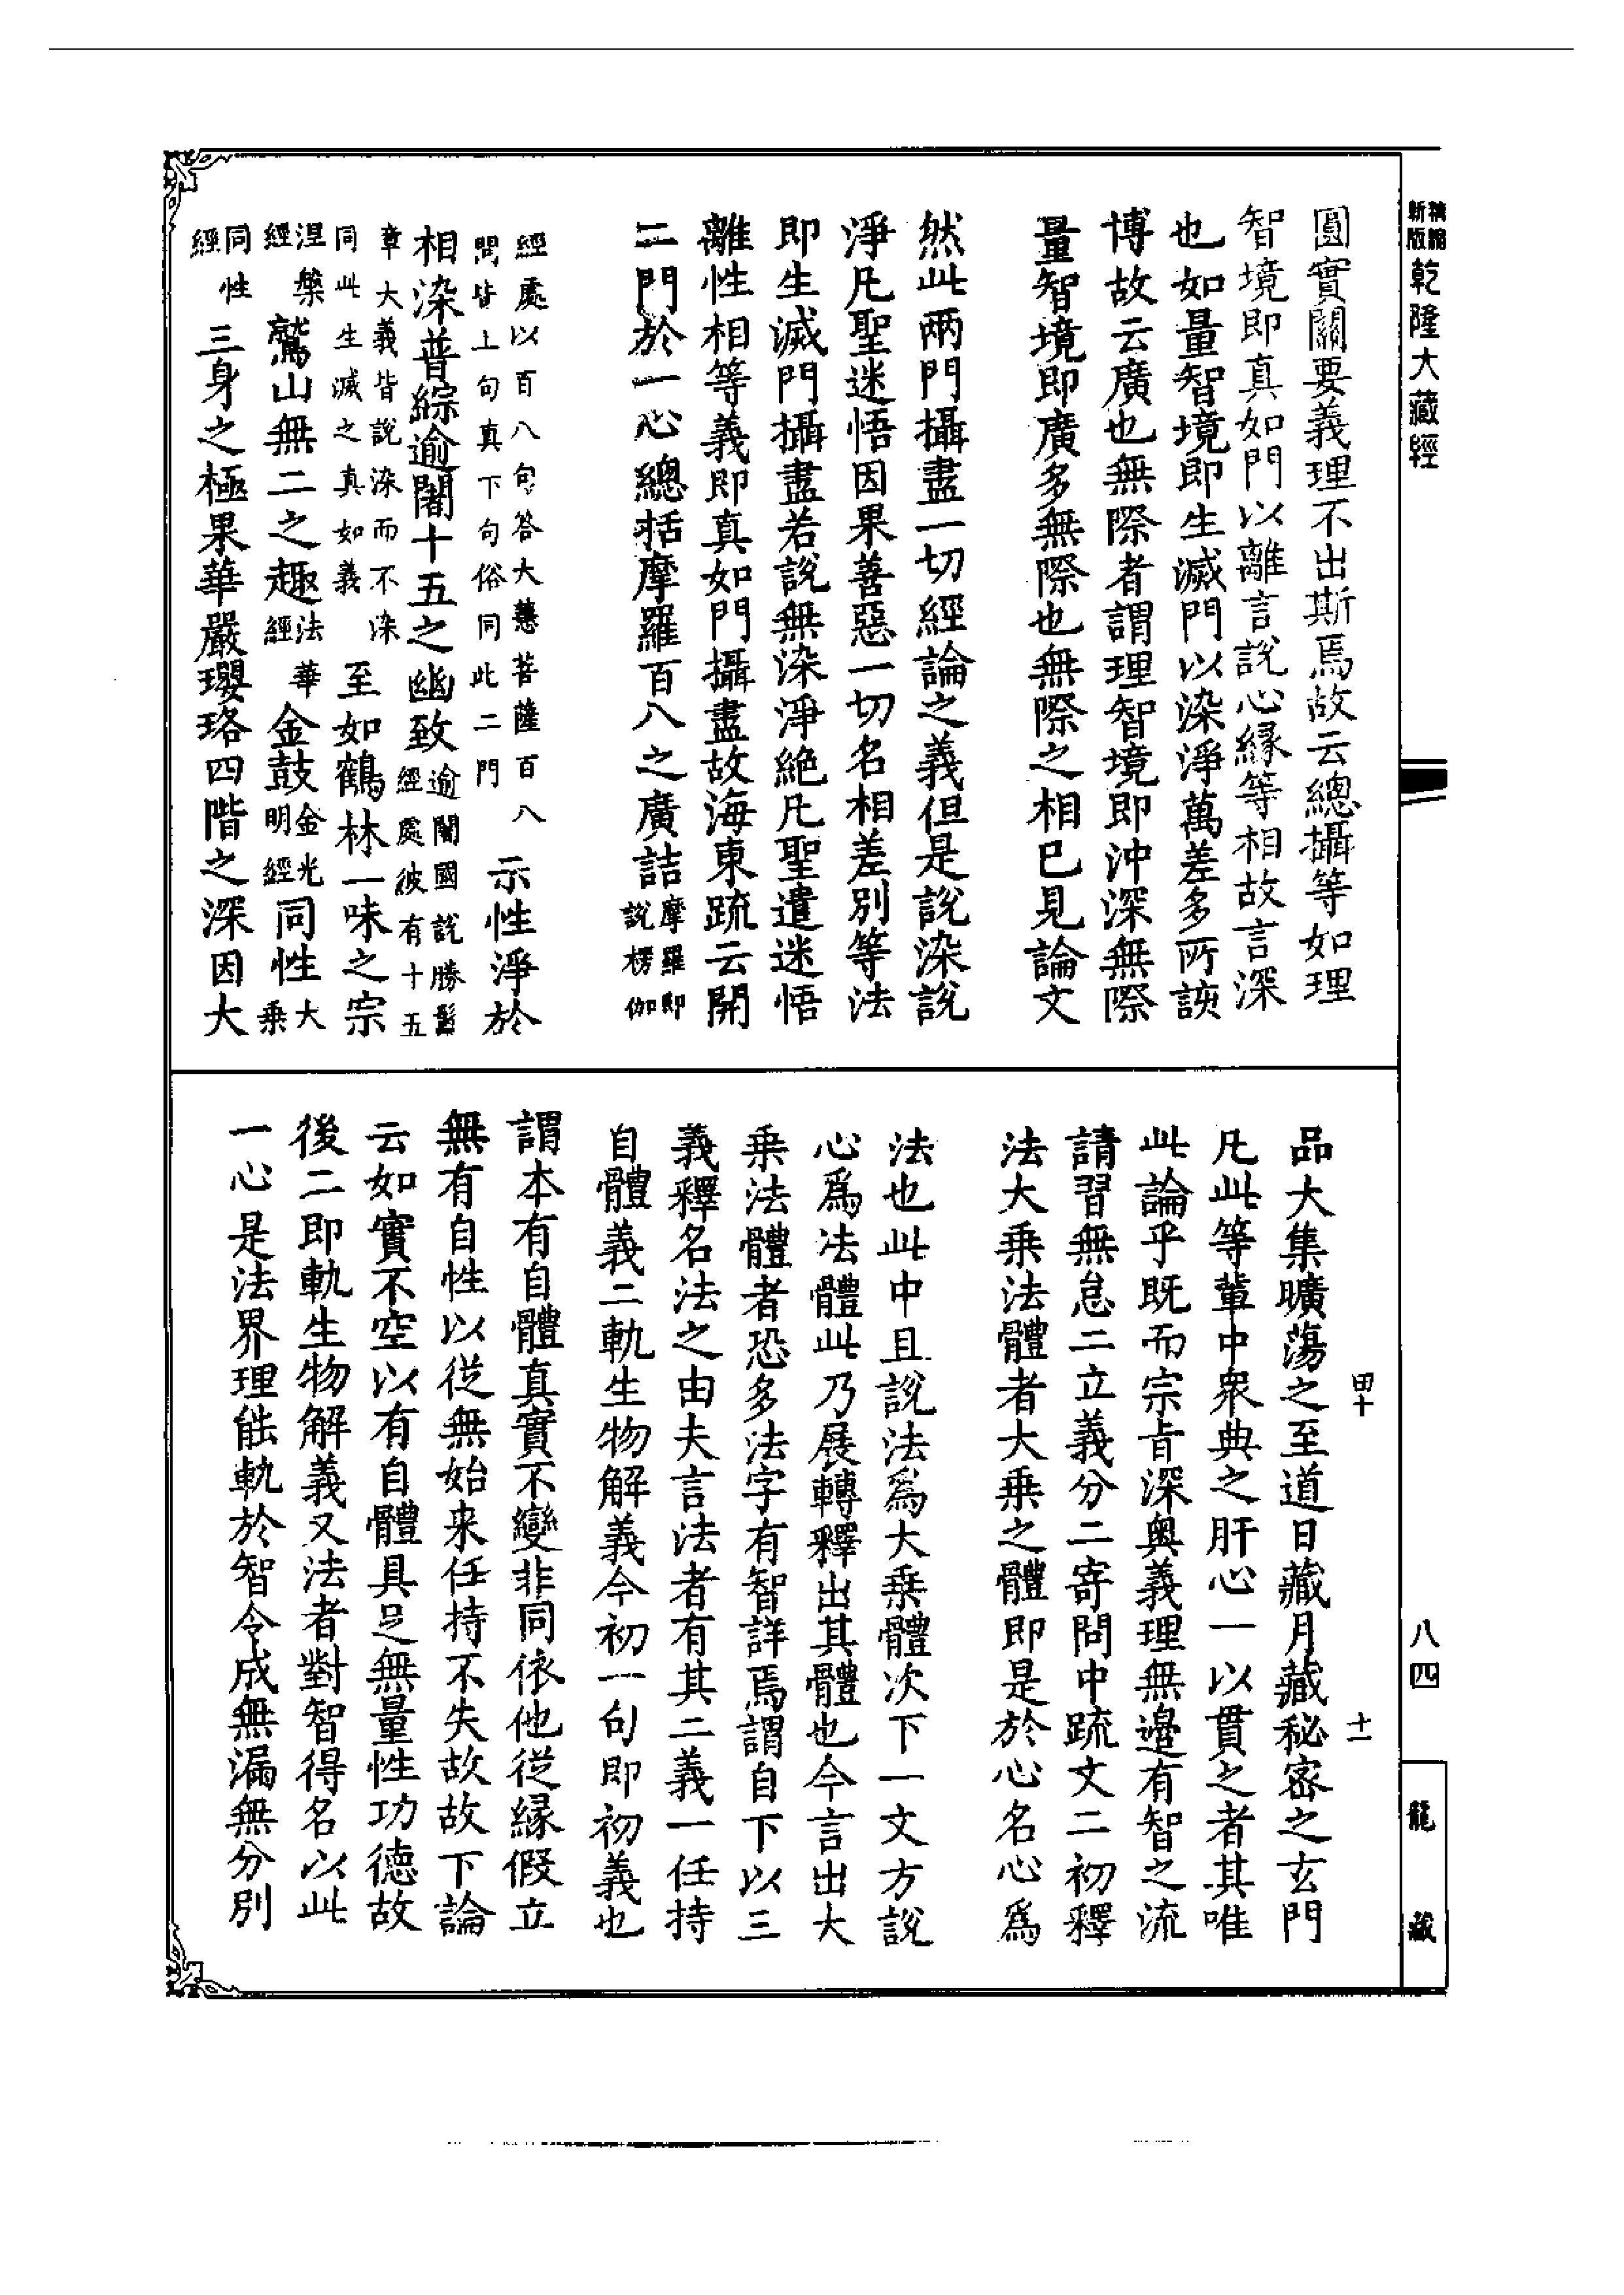 新版精縮
乾隆大藏經
圓實關要義理不出斯焉故云總攝等如理
智境即真如門以離言說心緣等相故言深
也如量智境即生滅門以染淨萬差多所談
博故云廣也無際者謂理智境即沖深無際
量智境即廣多無際也無際之相已見論文
然此兩門攝盡一切經論之義但是說染說
淨凡聖迷悟因果善惡一切名相差別等法
即生滅門攝盡若說無染淨絕凡聖遣迷悟
離性相等義即真如門攝盡故海東疏云開
二門於一心總括摩羅百八之廣詰摩羅即
說楞伽
經處以百八句答大慧菩薩百八
問皆上句真下句俗同此二門
示性淨於
相染普綜逾闍十五之幽致逾闍國說勝鬘
經處彼有十五
章大義皆說染而不染
同此生滅之真如義
至如鶴林一味之宗
涅槃
經
鷲山無二之趣法華
經
金鼓金光
明經
同性大
乘
同性
經
三身之極果華嚴瓔珞四階之深因大
品大集曠蕩之至道日藏月藏秘密之玄門
凡此等輩中衆典之肝心一以貫之者其唯
此論乎既而宗旨深奧義理無邊有智之流
請習無怠二立義分二寄問中疏文二初釋
法大乘法體者大乘之體即是於心名心爲
法也此中且說法爲大乘體次下一文方說
心爲法體此乃展轉釋出其體也今言出大
乘法體者恐多法字有智詳焉謂自下以三
義釋名法之由夫言法者有其二義一任持
自體義二軌生物解義今初一句即初義也
謂本有自體真實不變非同依他從緣假立
無有自性以從無始来任持不失故故下論
云如實不空以有自體具足無量性功德故
後二即軌生物解義又法者對智得名以此
一心是法界理能軌於智令成無漏無分別
十一
八四
龍藏